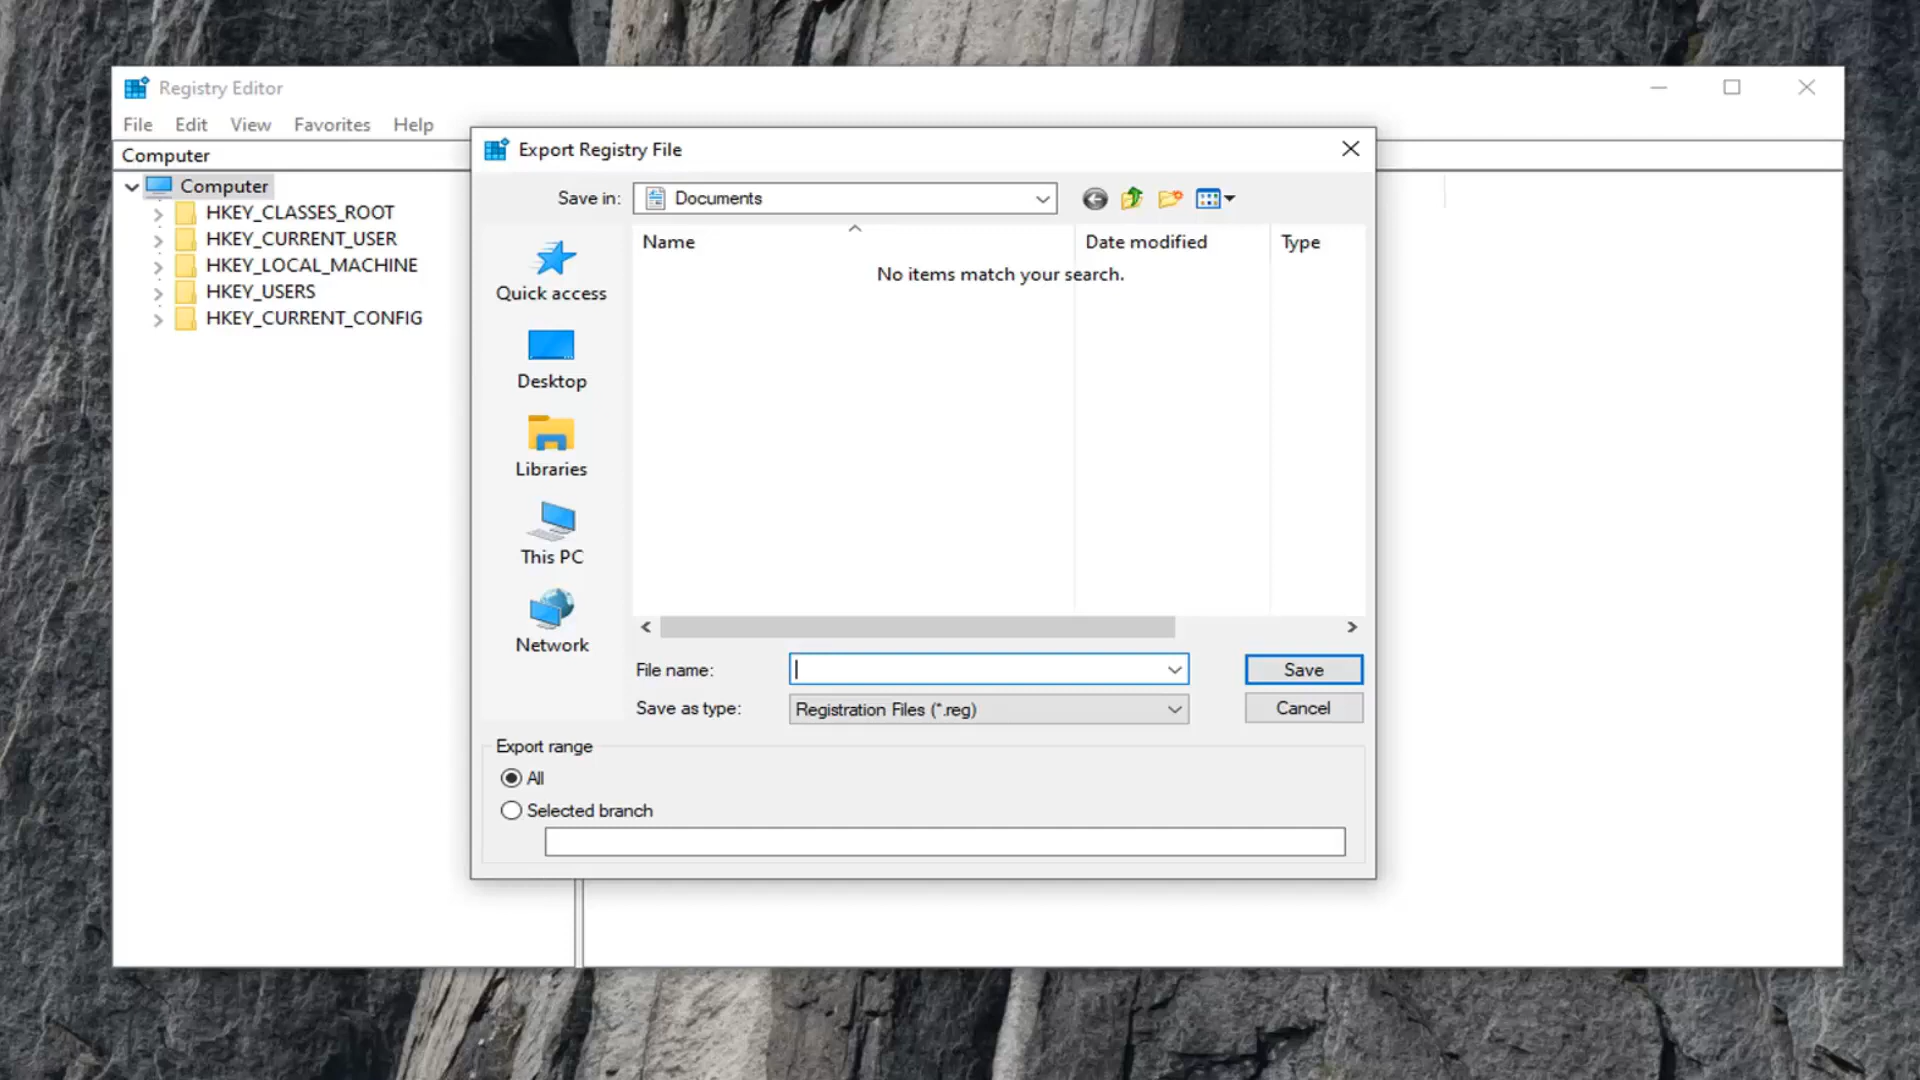 Registry Editor
File Edit View Favorites Help
Computer
Computer
HKEY_CLASSES_ROOT
HKEY_CURRENT_USER
HKEY_LOCAL_MACHINE
HKEY_USERS
HKEY_CURRENT_CONFIG
Export Registry File
Save in: Documents
Quick access
Desktop
Libraries
This PC
Network
Name Date modified Type
No items match your search.
File name: Save
Save as type: Registration Files (*.reg) Cancel
Export range
All
Selected branch